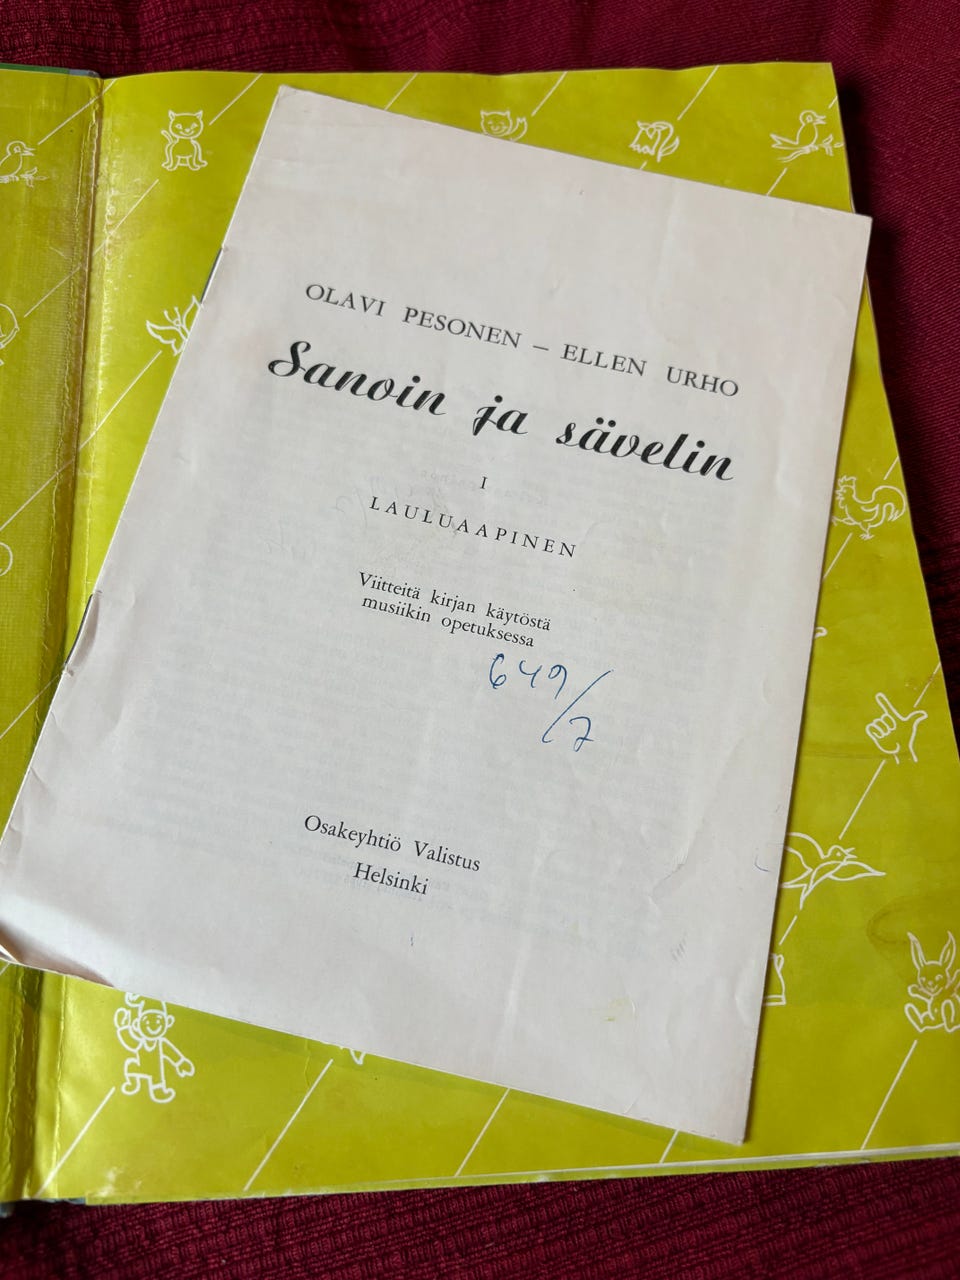 OLAVI PESONEN – ELLEN URHO
Sanoin ja sävelin
I
LAULUAAPINEN
Viitteitä kirjan käytöstä
musiikin opetuksessa
649/7
Osakeyhtiö Valistus
Helsinki